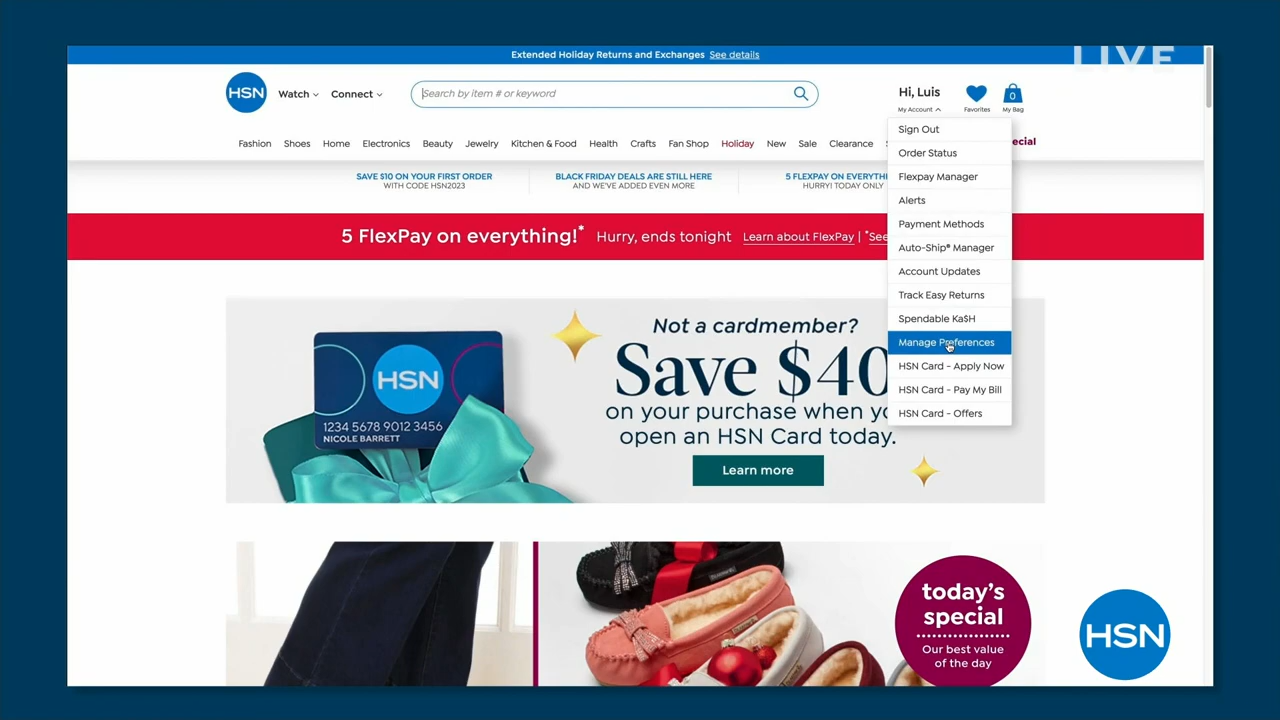 LIVE
Extended Holiday Returns and Exchanges See details
HSN
Watch
Connect
Search by item # or keyword
Hi, Luis
My Account
Favorites
0
My Bag
Fashion Shoes Home Electronics Beauty Jewelry Kitchen & Food Health Crafts Fan Shop Holiday New Sale Clearance
ecial
Sign Out
Order Status
Flexpay Manager
Alerts
Payment Methods
Auto-Ship® Manager
Account Updates
Track Easy Returns
Spendable Ka$H
Manage Preferences
HSN Card - Apply Now
HSN Card - Pay My Bill
HSN Card - Offers
SAVE $10 ON YOUR FIRST ORDER
WITH CODE HSN2023
BLACK FRIDAY DEALS ARE STILL HERE
AND WE'VE ADDED EVEN MORE
5 FLEXPAY ON EVERYTHI
HURRY! TODAY ONLY
5 FlexPay on everything!* Hurry, ends tonight Learn about FlexPay | *See
HSN
1234 5678 9012 3456
NICOLE BARRETT
Not a cardmember?
Save $40
on your purchase when yo
open an HSN Card today.
Learn more
today's
special
Our best value
of the day
HSN